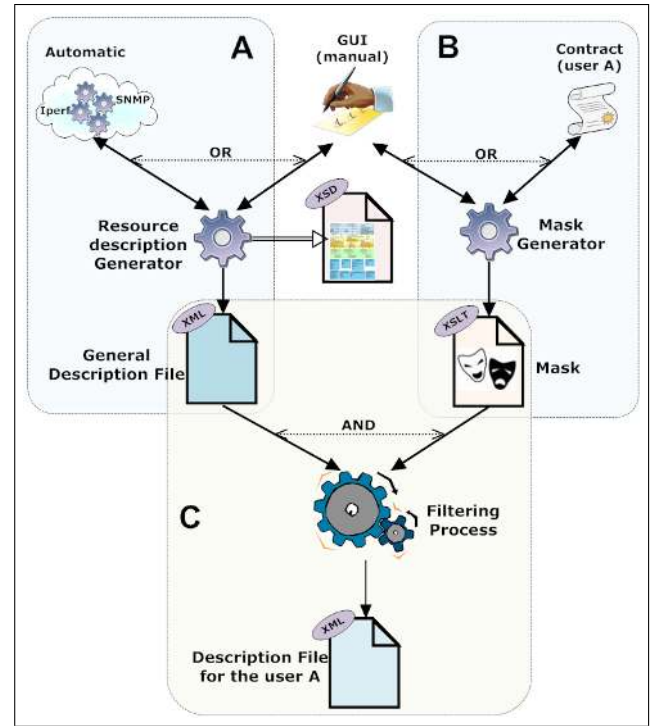 A
GUI
(manual)
B
Automatic
Contract
(user A)
Iperf
SNMP
OR
OR
XSD
Resource
description
Generator
Mask
Generator
XML
XSLT
General
Description File
Mask
AND
C
Filtering
Process
XML
Description File
for the user A